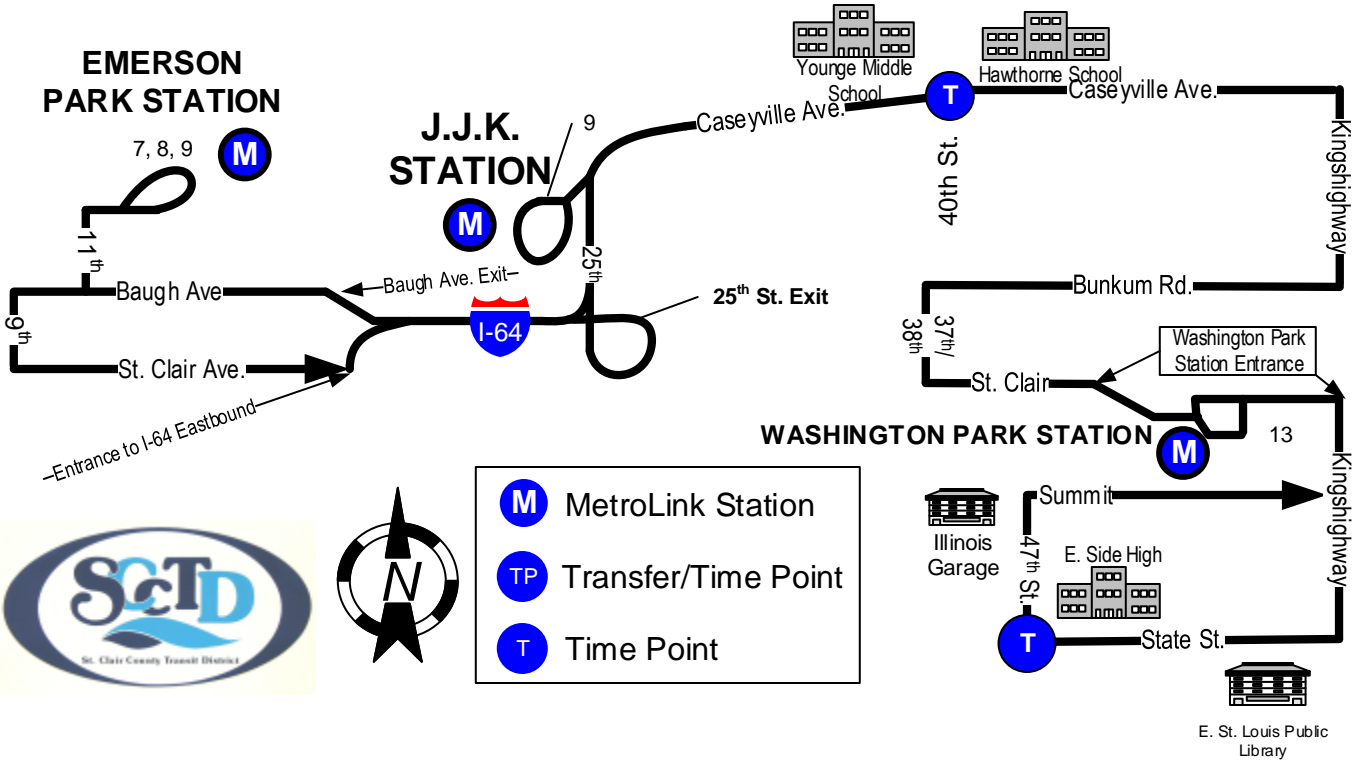 EMERSON
PARK STATION
M
7, 8, 9
11th
Baugh Ave
9th
St. Clair Ave.
Entrance to I-64 Eastbound
J.J.K.
STATION
M
9
Baugh Ave. Exit
I-64
25th
25th St. Exit
Younge Middle
School
Hawthorne School
Caseyville Ave.
T
Caseyville Ave.
40th St.
Kingshighway
Bunkum Rd.
37th/
38th
Washington Park
Station Entrance
St. Clair
WASHINGTON PARK STATION
M
13
Kingshighway
Summit
Illinois
Garage
47th St.
E. Side High
T
State St.
E. St. Louis Public
Library
M MetroLink Station
TP Transfer/Time Point
T Time Point
N
SCCTD
St. Clair County Transit District